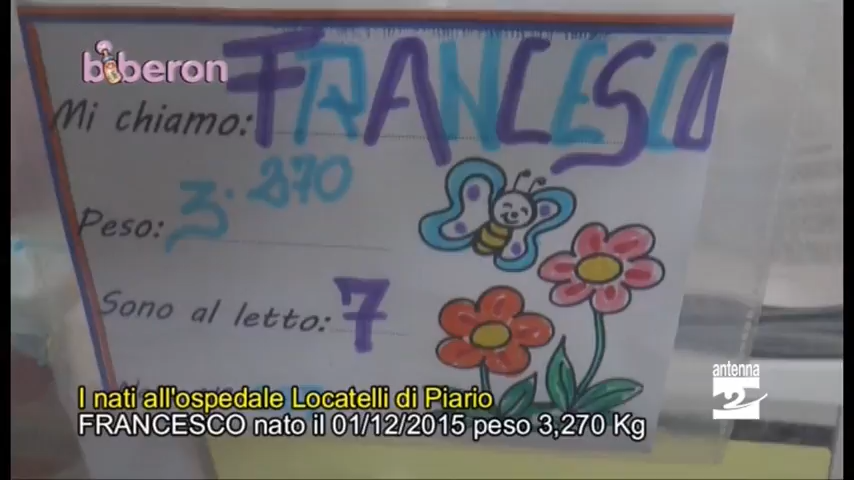 biberon
Mi chiamo: FRANCESCO
Peso: 3.270
Sono al letto: 7
I nati all'ospedale Locatelli di Piario
FRANCESCO nato il 01/12/2015 peso 3,270 Kg
antenna
2